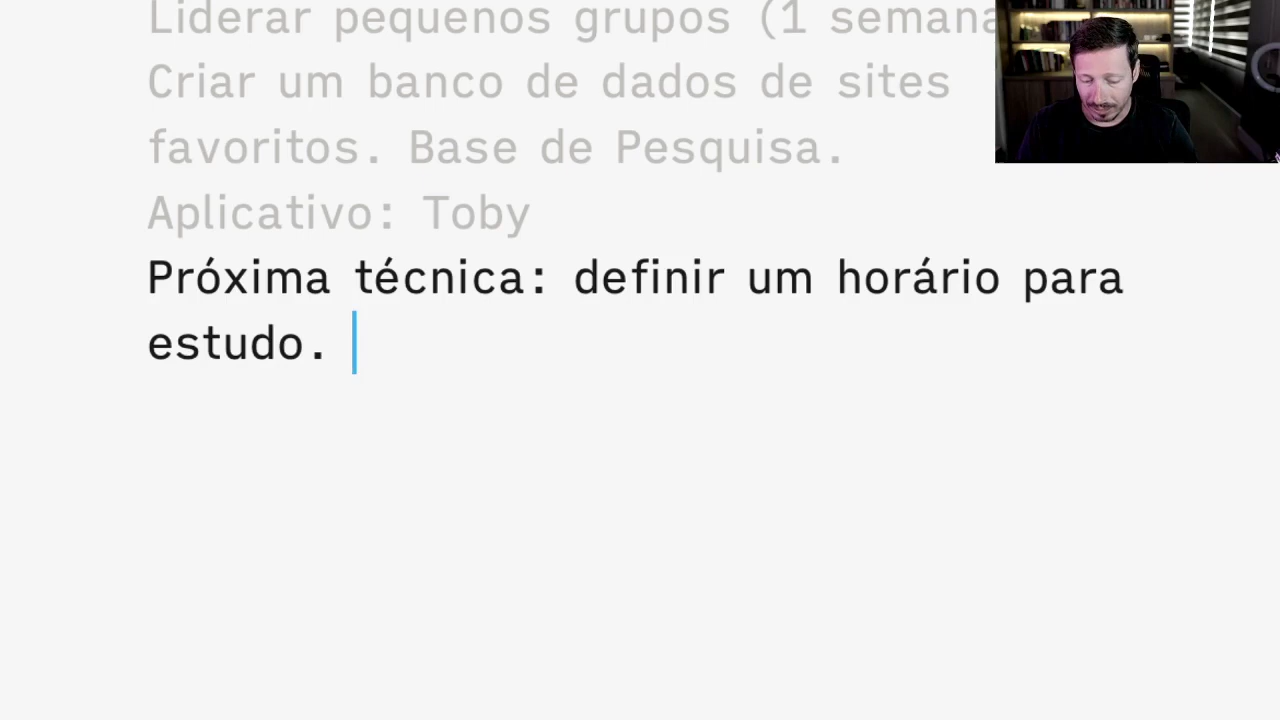 Liderar pequenos grupos (1 semana
Criar um banco de dados de sites
favoritos. Base de Pesquisa.
Aplicativo: Toby
Próxima técnica: definir um horário para
estudo.